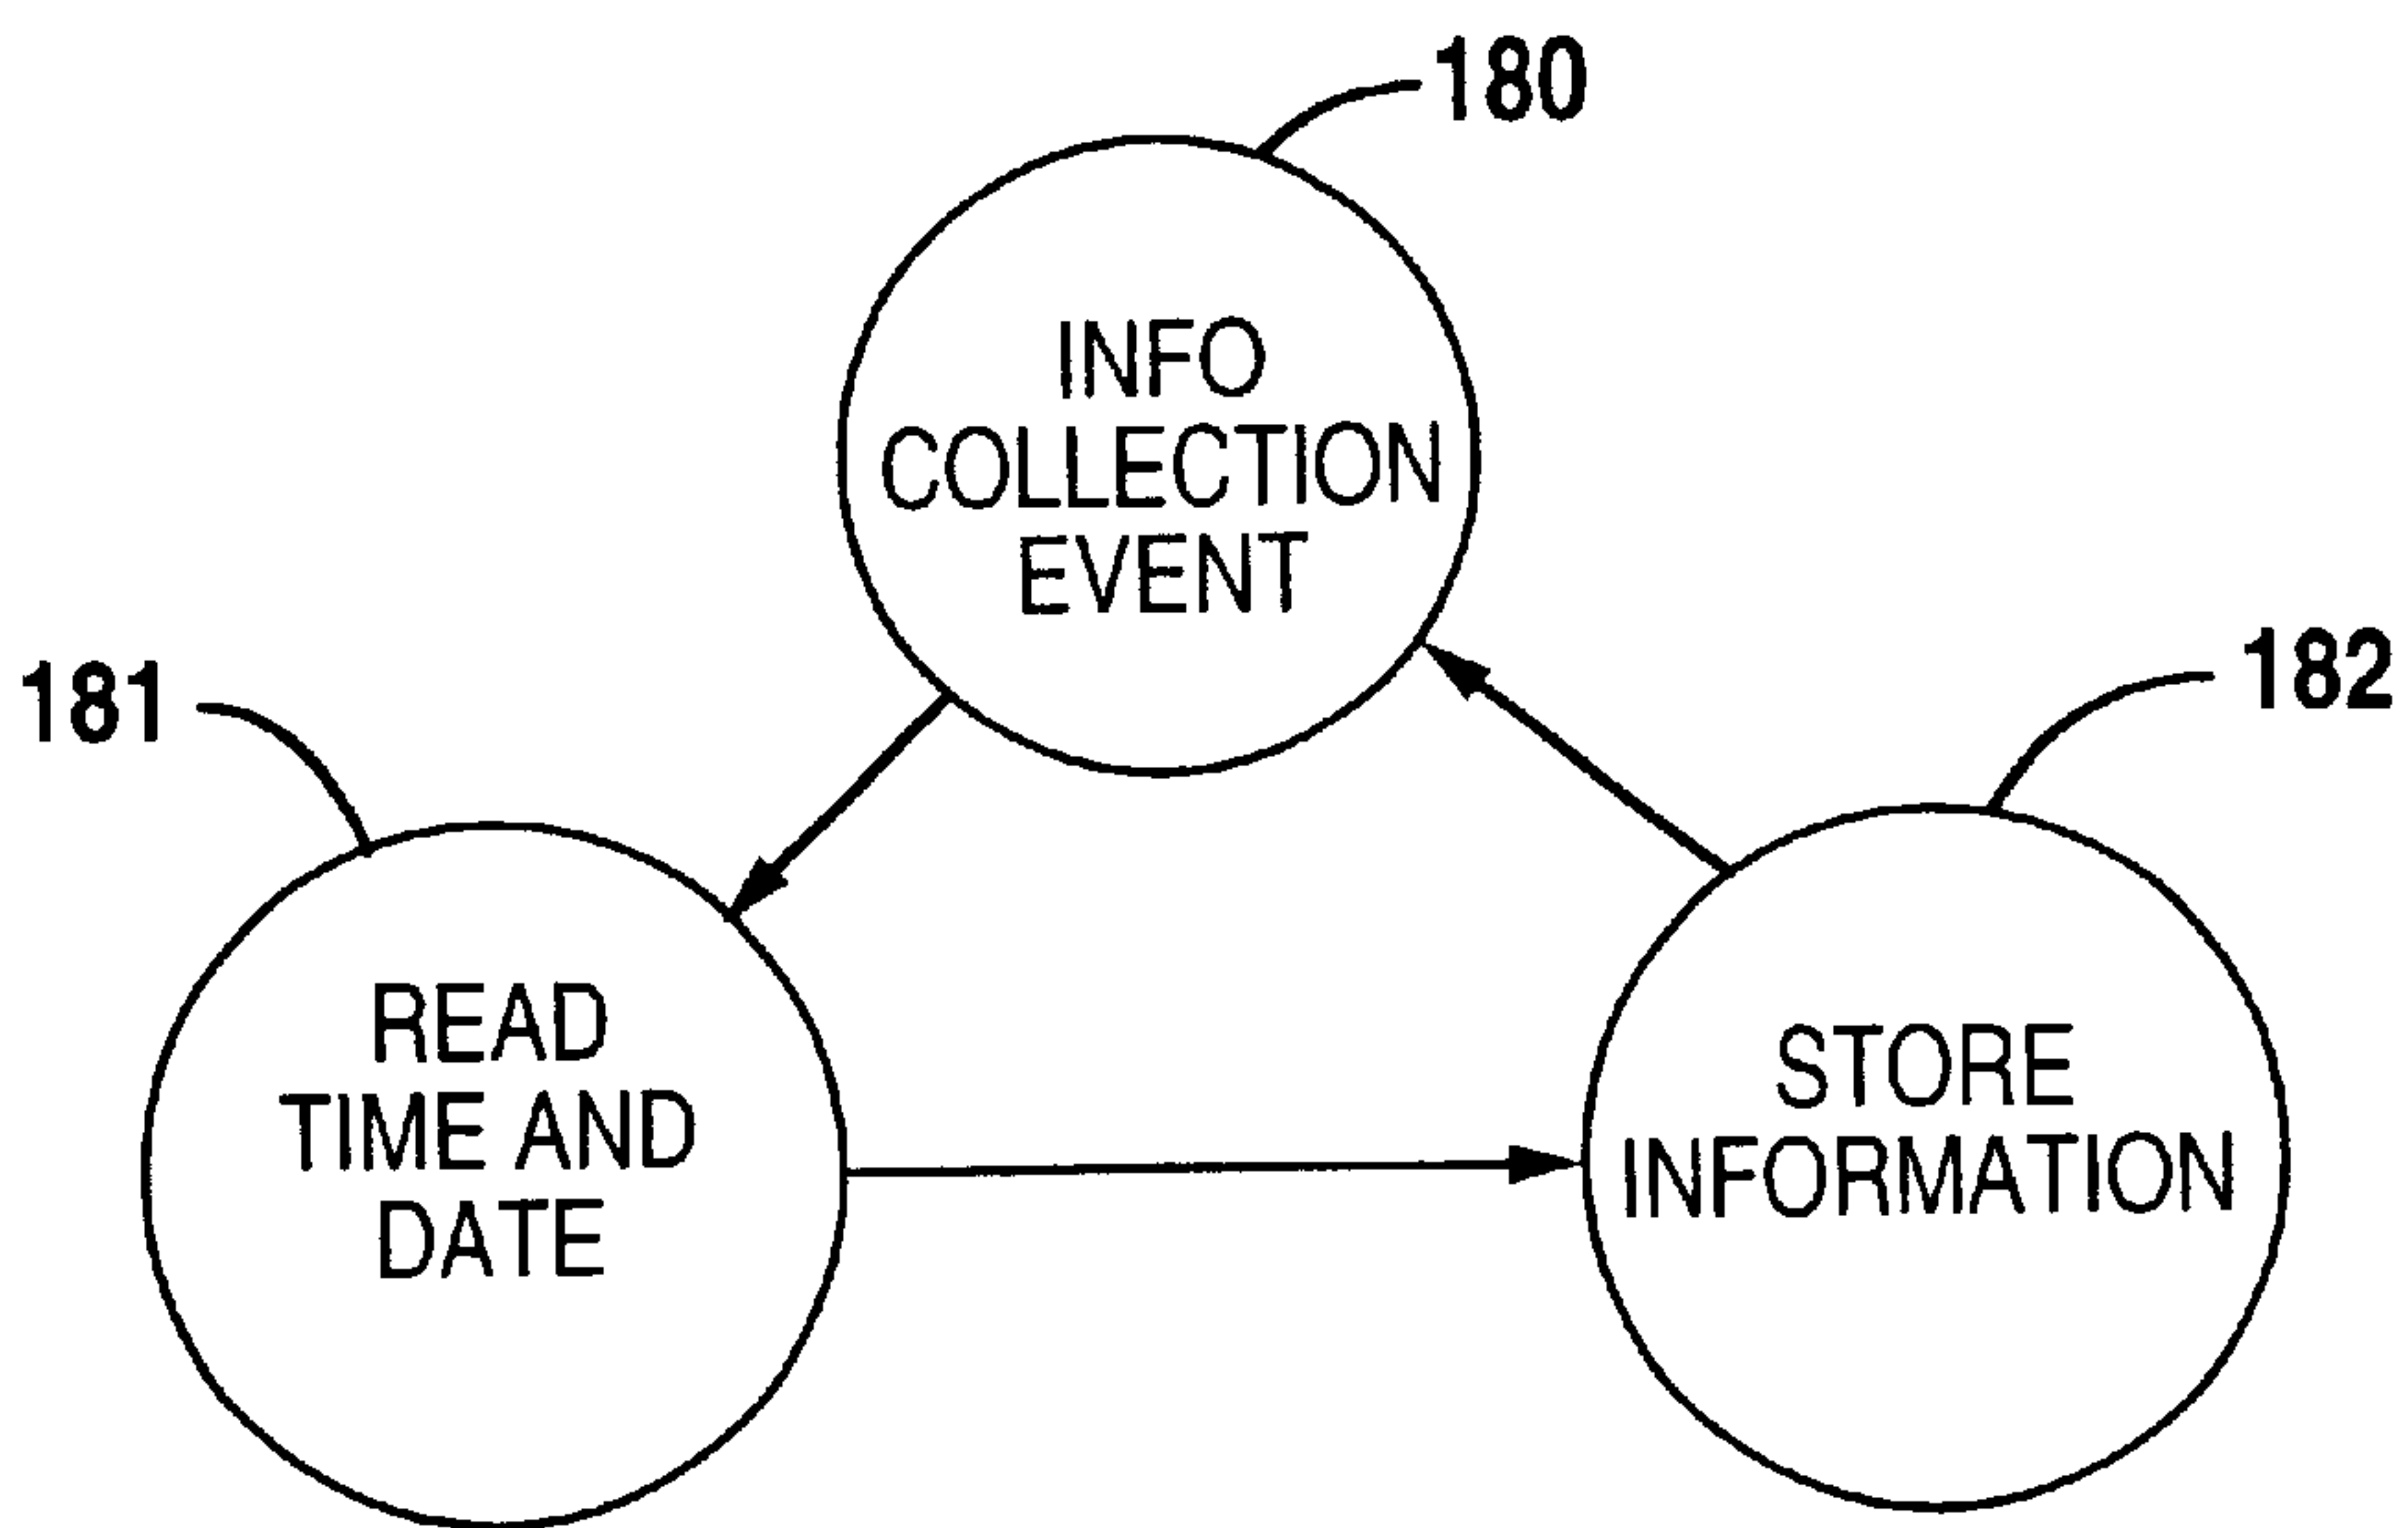 180
INFO
COLLECTION
EVENT
181
182
READ
TIME AND
DATE
STORE
INFORMATION